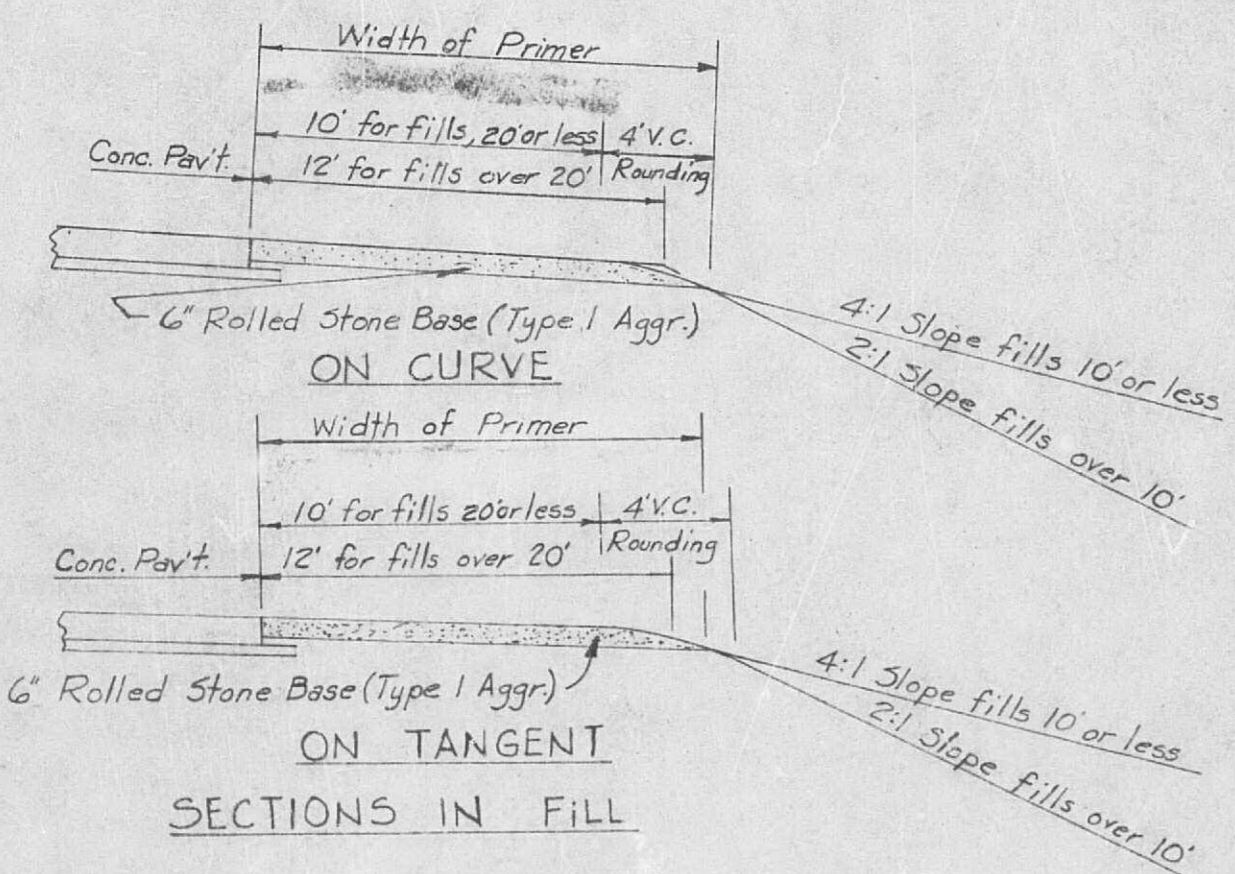 Width of Primer
10' for fills, 20' or less
4' V.C.
Conc. Pav't.
12' for fills over 20'
Rounding
6" Rolled Stone Base (Type 1 Aggr.)
4:1 Slope fills 10' or less
2:1 Slope fills over 10'
ON CURVE
Width of Primer
10' for fills 20' or less
4' V.C.
Conc. Pav't.
12' for fills over 20'
Rounding
6" Rolled Stone Base (Type 1 Aggr.)
4:1 Slope fills 10' or less
2:1 Slope fills over 10'
ON TANGENT
SECTIONS IN FiLL